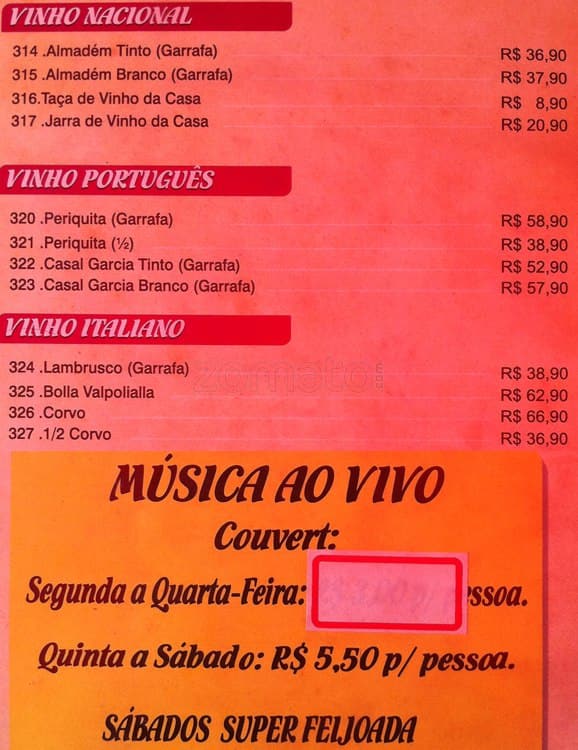 VINHO NACIONAL
314 .Almadém Tinto (Garrafa) R$ 36,90
315 .Almadém Branco (Garrafa) R$ 37,90
316.Taça de Vinho da Casa R$ 8,90
317 .Jarra de Vinho da Casa R$ 20,90
VINHO PORTUGUÊS
320 .Periquita (Garrafa) R$ 58,90
321 .Periquita (½) R$ 38,90
322 .Casal Garcia Tinto (Garrafa) R$ 52,90
323 .Casal Garcia Branco (Garrafa) R$ 57,90
VINHO ITALIANO
324 .Lambrusco (Garrafa) R$ 38,90
zomato.com
325 .Bolla Valpolialla R$ 62,90
326 .Corvo R$ 66,90
327 .1/2 Corvo R$ 36,90
MÚSICA AO VIVO
Couvert:
Segunda a Quarta-Feira: essoa.
Quinta a Sábado: R$ 5,50 p/ pessoa.
SÁBADOS SUPER FEIJOADA